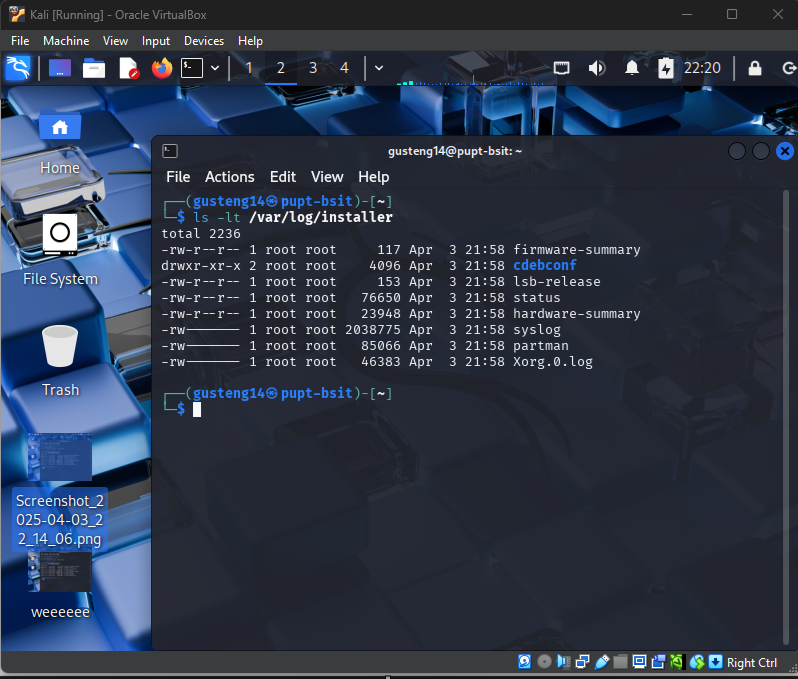 Kali [Running] - Oracle VirtualBox
File Machine View Input Devices Help
1 2 3 4 22:20
Home
File System
Trash
Screenshot_2
025-04-03_2
2_14_06.png
weeeeee
gusteng14@pupt-bsit: ~
File Actions Edit View Help
┌──(gusteng14㉿pupt-bsit)-[~]
└─$ ls -lt /var/log/installer
total 2236
-rw-r--r-- 1 root root     117 Apr  3 21:58 firmware-summary
drwxr-xr-x 2 root root    4096 Apr  3 21:58 cdebconf
-rw-r--r-- 1 root root     153 Apr  3 21:58 lsb-release
-rw-r--r-- 1 root root   76650 Apr  3 21:58 status
-rw-r--r-- 1 root root   23948 Apr  3 21:58 hardware-summary
-rw------- 1 root root 2038775 Apr  3 21:58 syslog
-rw------- 1 root root   85066 Apr  3 21:58 partman
-rw------- 1 root root   46383 Apr  3 21:58 Xorg.0.log
┌──(gusteng14㉿pupt-bsit)-[~]
└─$
Right Ctrl